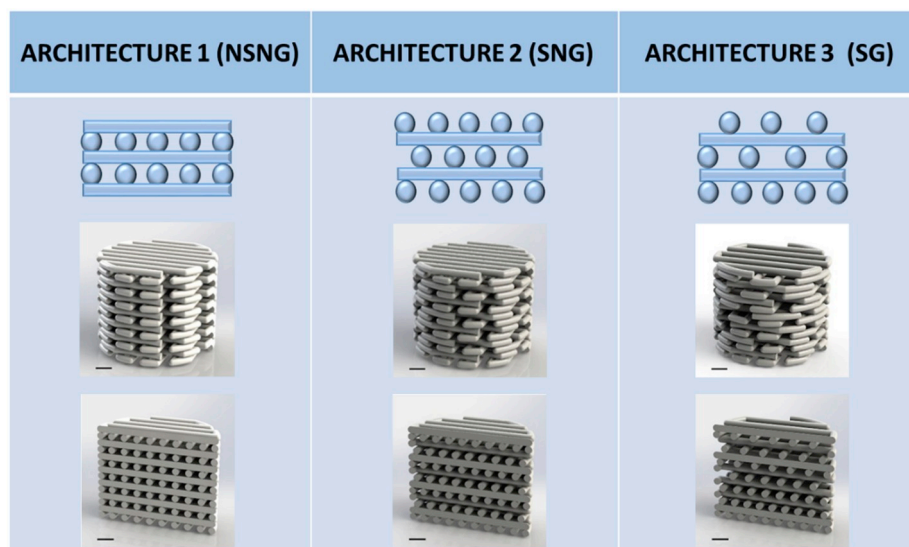 ARCHITECTURE 1 (NSNG)
ARCHITECTURE 2 (SNG)
ARCHITECTURE 3 (SG)